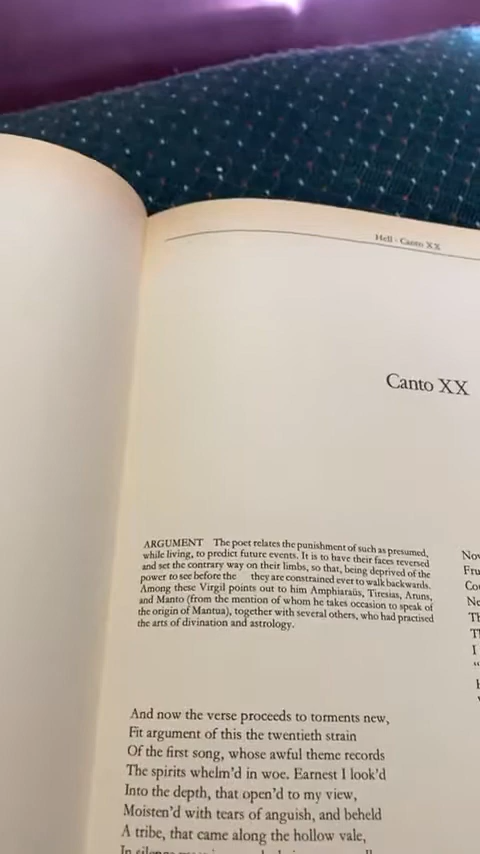 Hell · Canto XX
Canto XX
ARGUMENT The poet relates the punishment of such as presumed,
while living, to predict future events. It is to have their faces reversed
and set the contrary way on their limbs, so that, being deprived of the
power to see before the they are constrained ever to walk backwards.
Among these Virgil points out to him Amphiaraüs, Tiresias, Aruns,
and Manto (from the mention of whom he takes occasion to speak of
the origin of Mantua), together with several others, who had practised
the arts of divination and astrology.
And now the verse proceeds to torments new,
Fit argument of this the twentieth strain
Of the first song, whose awful theme records
The spirits whelm'd in woe. Earnest I look'd
Into the depth, that open'd to my view,
Moisten'd with tears of anguish, and beheld
A tribe, that came along the hollow vale,
In